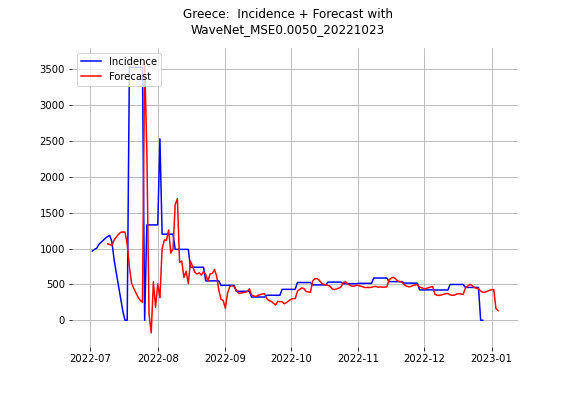 Greece:  Incidence + Forecast with
WaveNet_MSE0.0050_20221023
Incidence
Forecast
3500
3000
2500
2000
1500
1000
500
0
2022-07 2022-08 2022-09 2022-10 2022-11 2022-12 2023-01